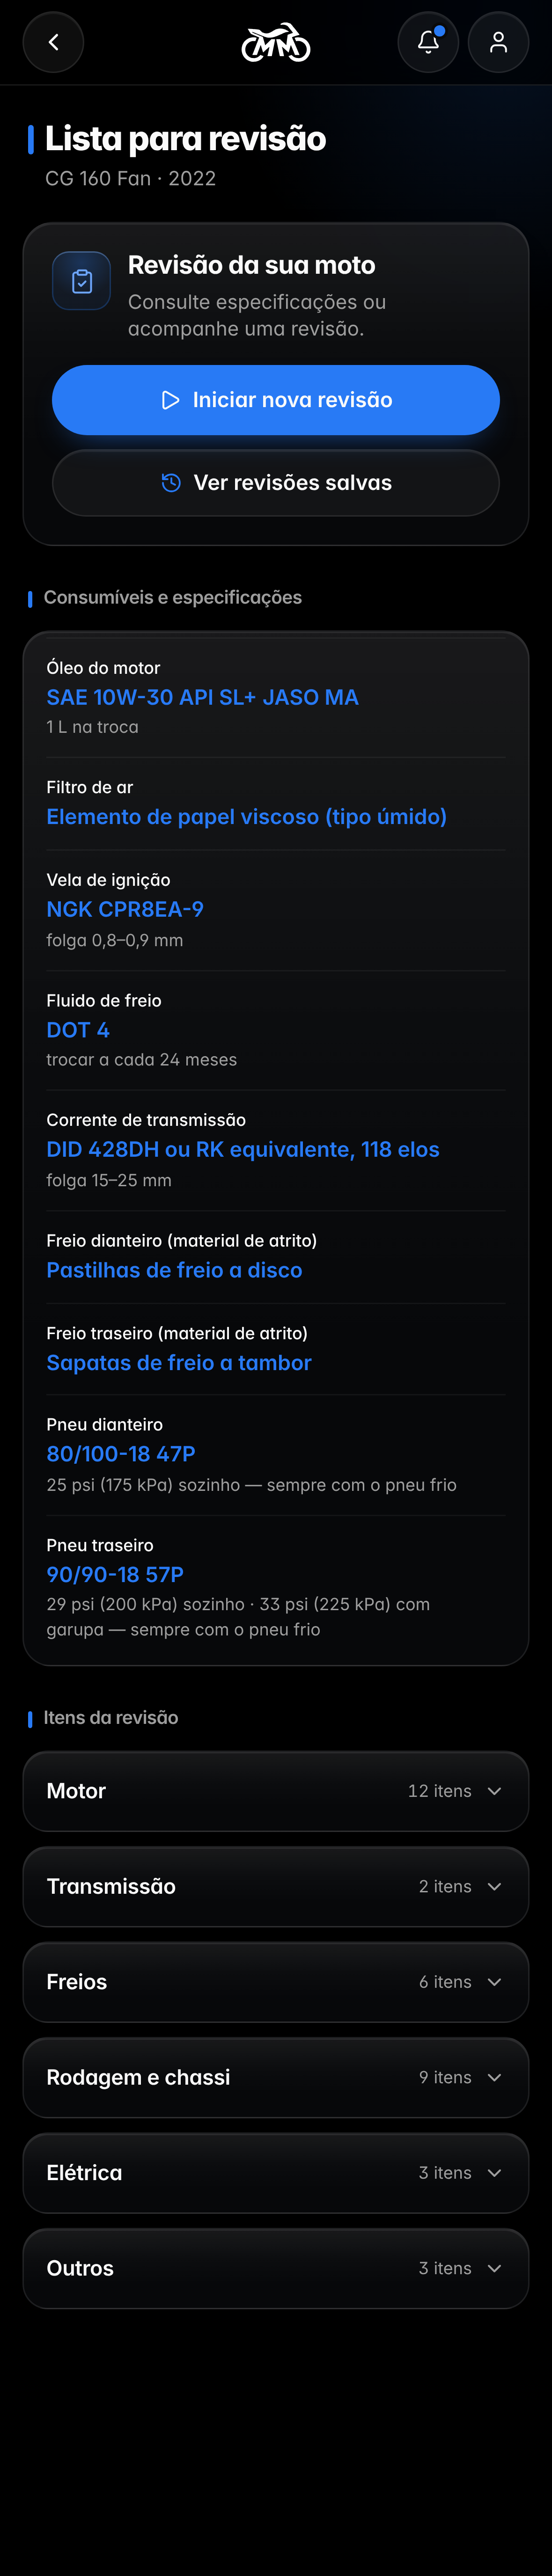 MM
Lista para revisão
CG 160 Fan · 2022
Revisão da sua moto
Consulte especificações ou
acompanhe uma revisão.
Iniciar nova revisão
Ver revisões salvas
Consumíveis e especificações
Óleo do motor
SAE 10W-30 API SL+ JASO MA
1 L na troca
Filtro de ar
Elemento de papel viscoso (tipo úmido)
Vela de ignição
NGK CPR8EA-9
folga 0,8–0,9 mm
Fluido de freio
DOT 4
trocar a cada 24 meses
Corrente de transmissão
DID 428DH ou RK equivalente, 118 elos
folga 15–25 mm
Freio dianteiro (material de atrito)
Pastilhas de freio a disco
Freio traseiro (material de atrito)
Sapatas de freio a tambor
Pneu dianteiro
80/100-18 47P
25 psi (175 kPa) sozinho — sempre com o pneu frio
Pneu traseiro
90/90-18 57P
29 psi (200 kPa) sozinho · 33 psi (225 kPa) com
garupa — sempre com o pneu frio
Itens da revisão
Motor 12 itens
Transmissão 2 itens
Freios 6 itens
Rodagem e chassi 9 itens
Elétrica 3 itens
Outros 3 itens